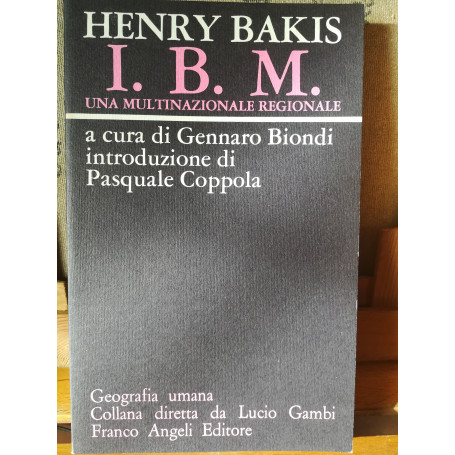 HENRY BAKIS
I. B. M.
UNA MULTINAZIONALE REGIONALE
a cura di Gennaro Biondi
introduzione di
Pasquale Coppola
Geografia umana
Collana diretta da Lucio Gambi
Franco Angeli Editore